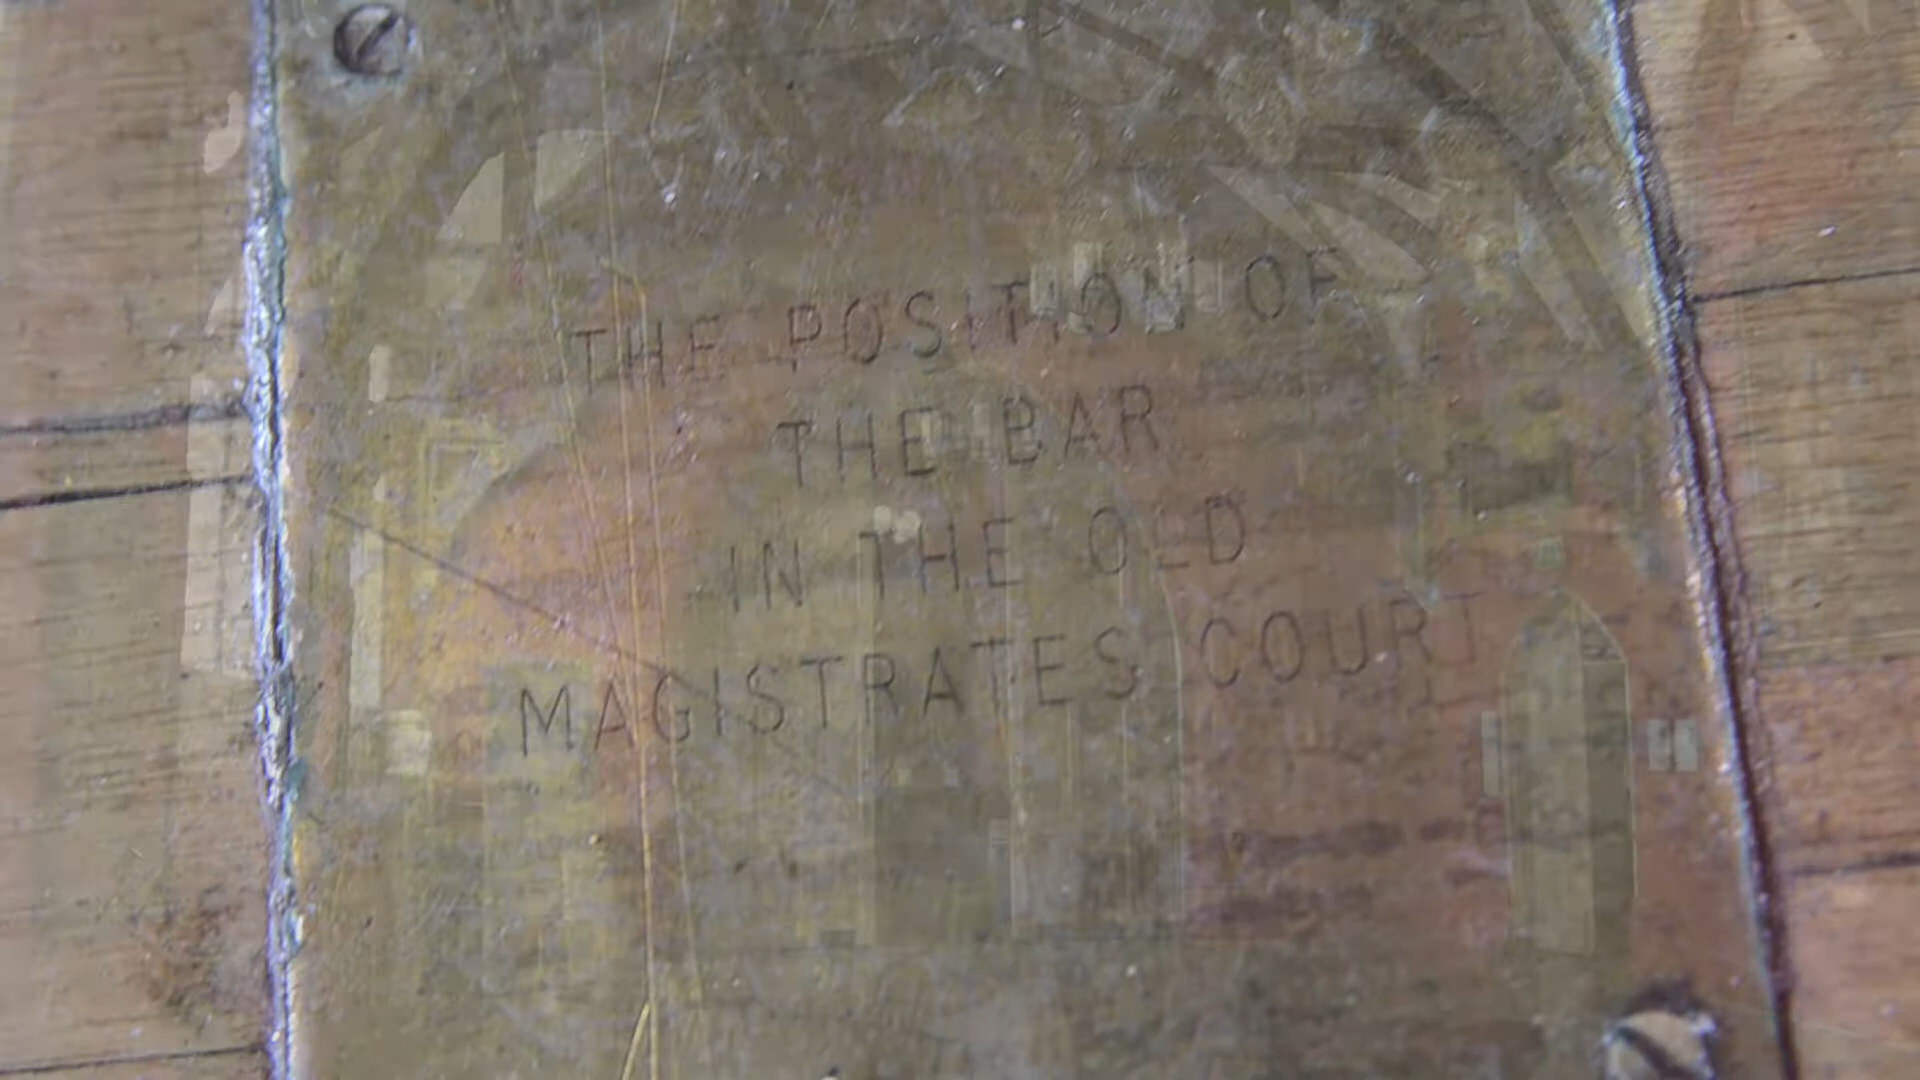 THE POSITION OF
THE BAR
IN THE OLD
MAGISTRATES COURT